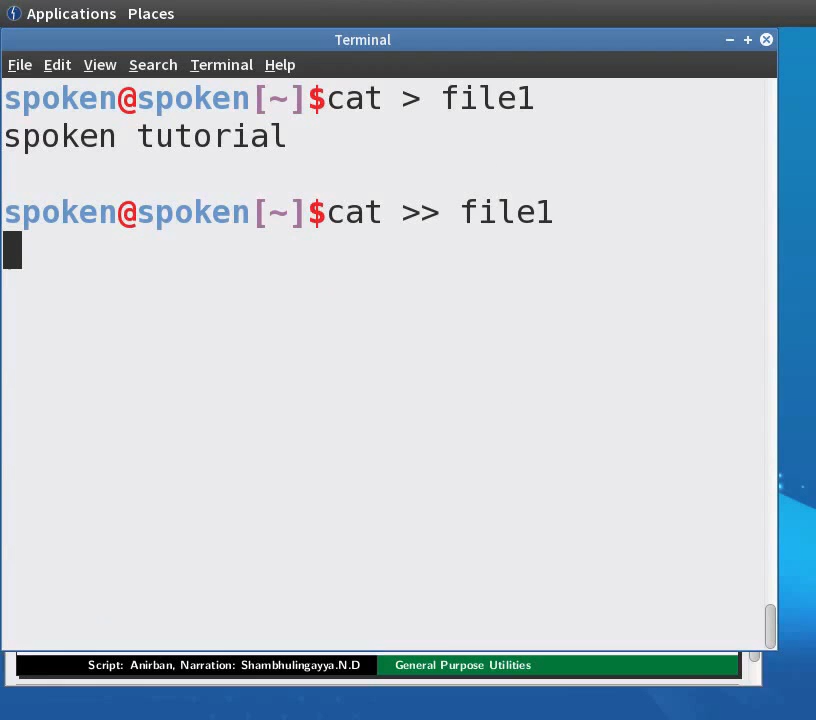 Applications Places
Terminal
File Edit View Search Terminal Help
spoken@spoken[~]$cat > file1
spoken tutorial
spoken@spoken[~]$cat >> file1
Script: Anirban, Narration: Shambhulingayya.N.D General Purpose Utilities